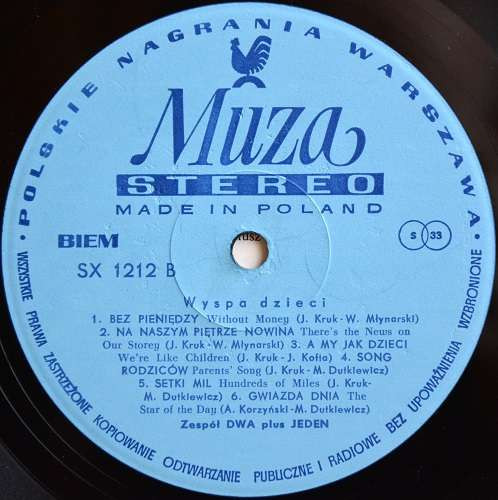 POLSKIE NAGRANIA WARSZAWA
Muza
STEREO
MADE IN POLAND
BIEM
S 33
SX 1212 B
Wyspa dzieci
1. BEZ PIENIĘDZY Without Money (J. Kruk-W. Młynarski)
2. NA NASZYM PIĘTRZE NOWINA There's the News on
Our Storey (J. Kruk-W. Młynarski) 3. A MY JAK DZIECI
We're Like Children (J. Kruk-J. Kofta) 4. SONG
RODZICÓW Parents' Song (J. Kruk-M. Dutkiewicz)
5. SETKI MIL Hundreds of Miles (J. Kruk-
M. Dutkiewicz) 6. GWIAZDA DNIA The
Star of the Day (A. Korzyński-M. Dutkiewicz)
Zespół DWA plus JEDEN
WSZYSTKIE PRAWA ZASTRZEŻONE KOPIOWANIE ODTWARZANIE PUBLICZNE I RADIOWE BEZ UPOWAŻNIENIA WZBRONIONE